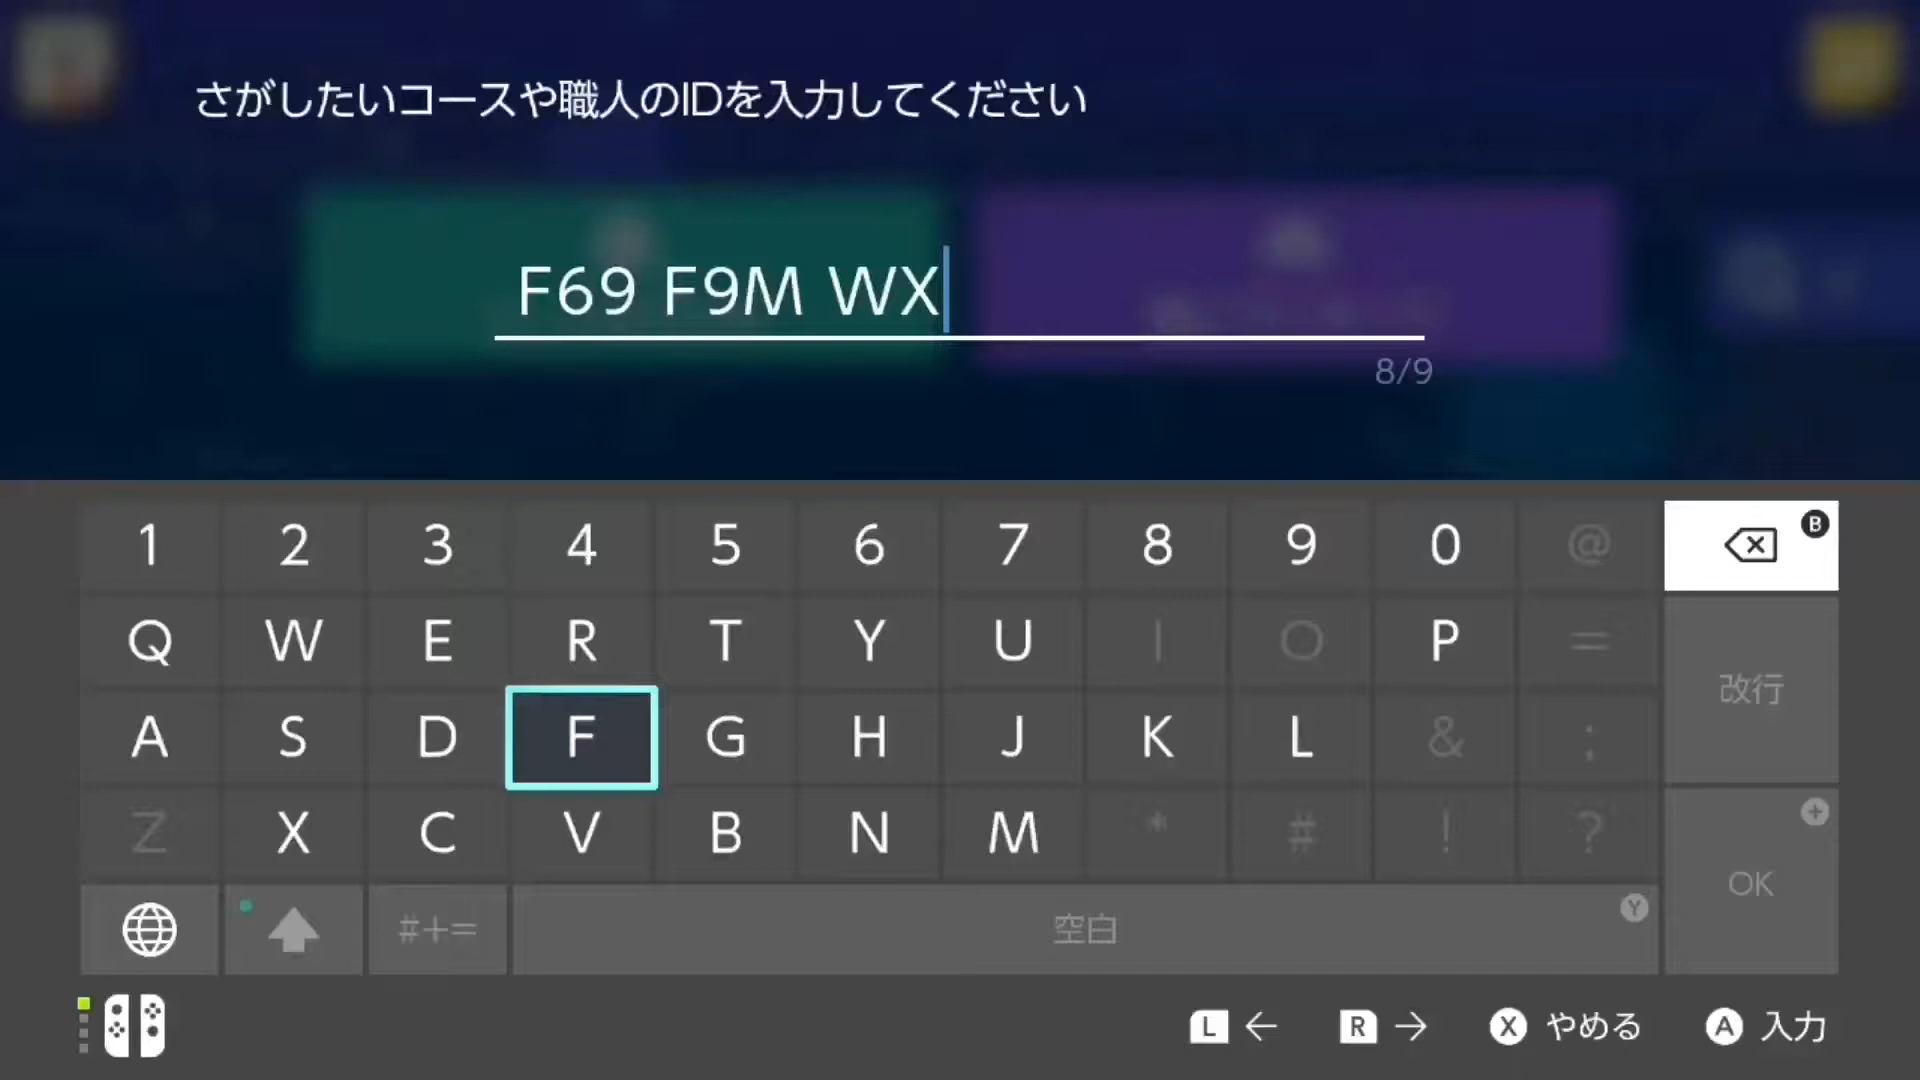 さがしたいコースや職人のIDを入力してください
F69 F9M WX
8/9
1 2 3 4 5 6 7 8 9 0 @ B
Q W E R T Y U I O P =
改行
A S D F G H J K L & ;
Z X C V B N M * # ! ?
OK
#+= 空白 Y
L ← R → X やめる A 入力